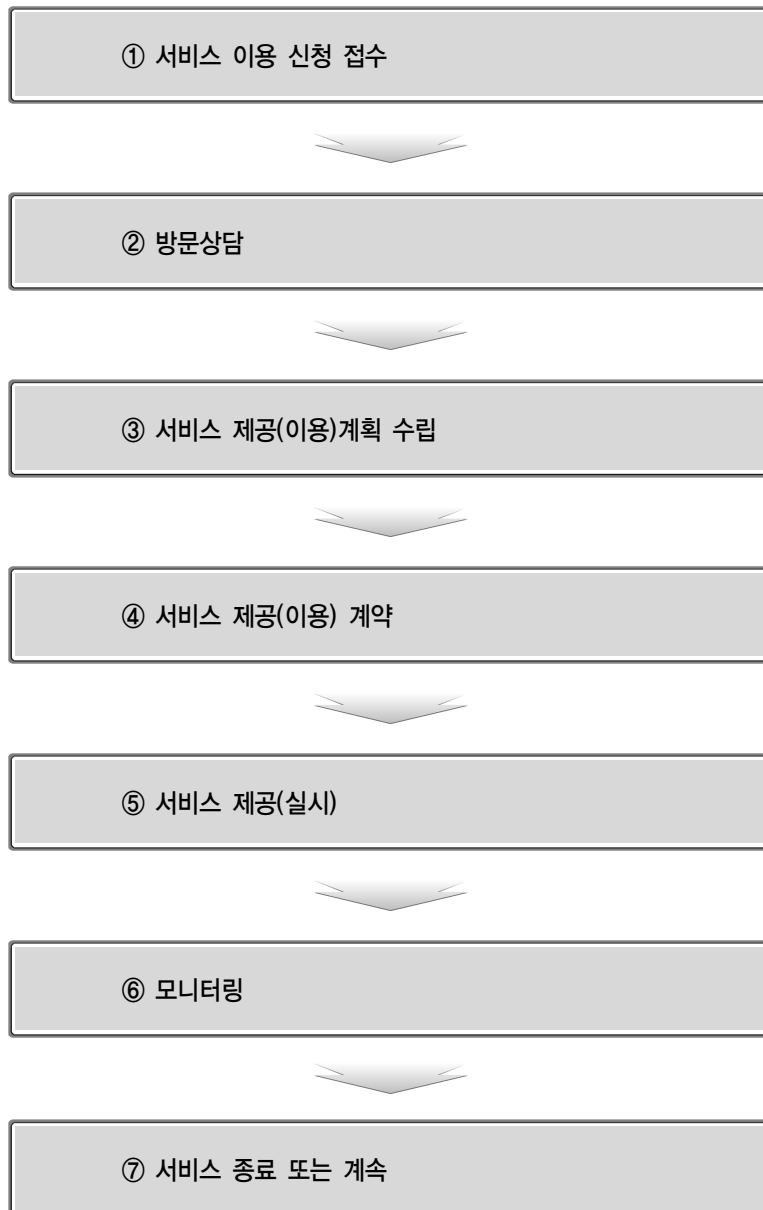 ① 서비스 이용 신청 접수
② 방문상담
③ 서비스 제공(이용)계획 수립
④ 서비스 제공(이용) 계약
⑤ 서비스 제공(실시)
⑥ 모니터링
⑦ 서비스 종료 또는 계속